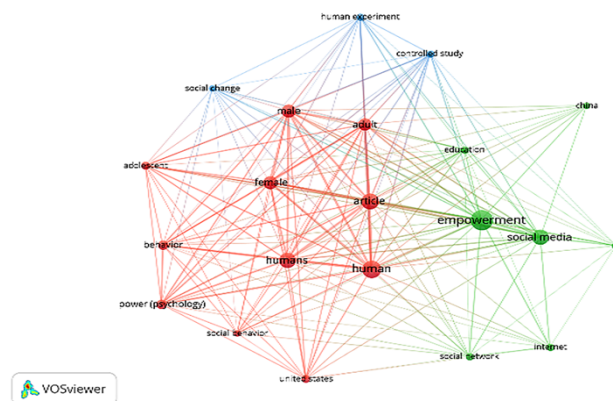 human experiment
controlled study
social change
china
male
adult
education
adolescent
female
article
empowerment
social media
behavior
humans
human
power (psychology)
social behavior
internet
social network
united states
VOSviewer